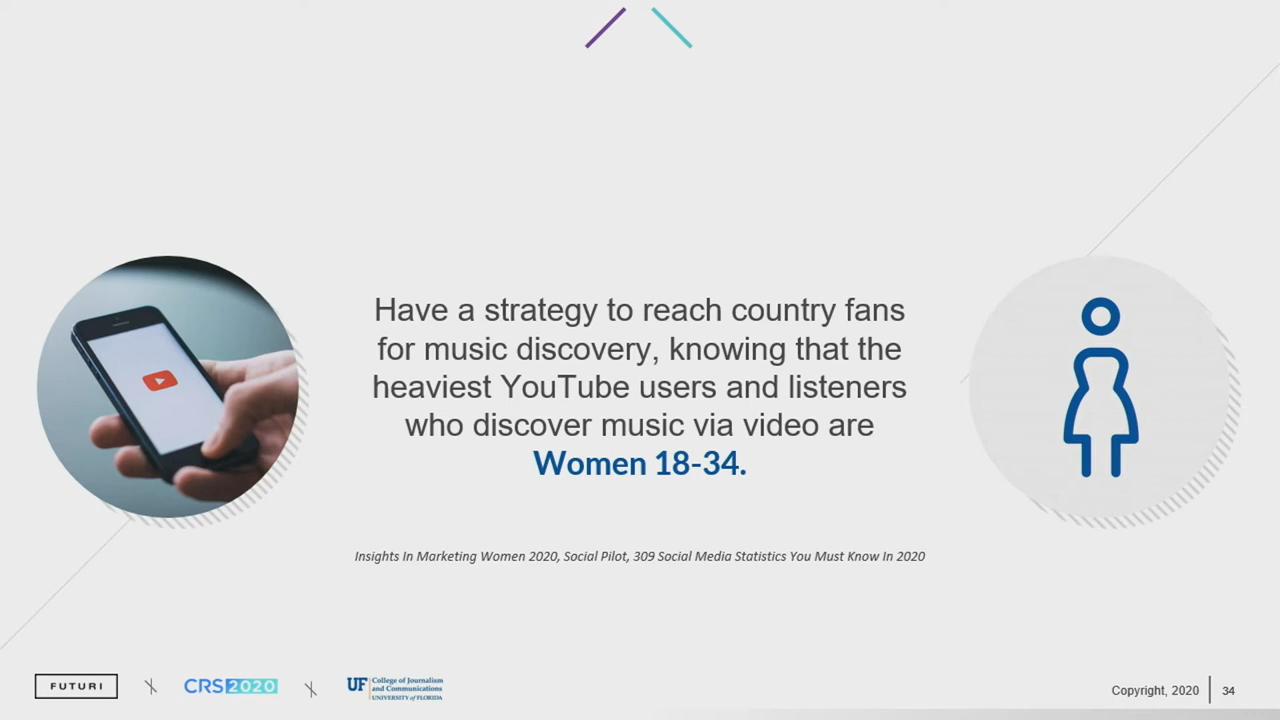 Have a strategy to reach country fans
for music discovery, knowing that the
heaviest YouTube users and listeners
who discover music via video are
Women 18-34.
Insights In Marketing Women 2020, Social Pilot, 309 Social Media Statistics You Must Know In 2020
FUTURI
CRS2020
UF College of Journalism
and Communications
UNIVERSITY of FLORIDA
Copyright, 2020
34